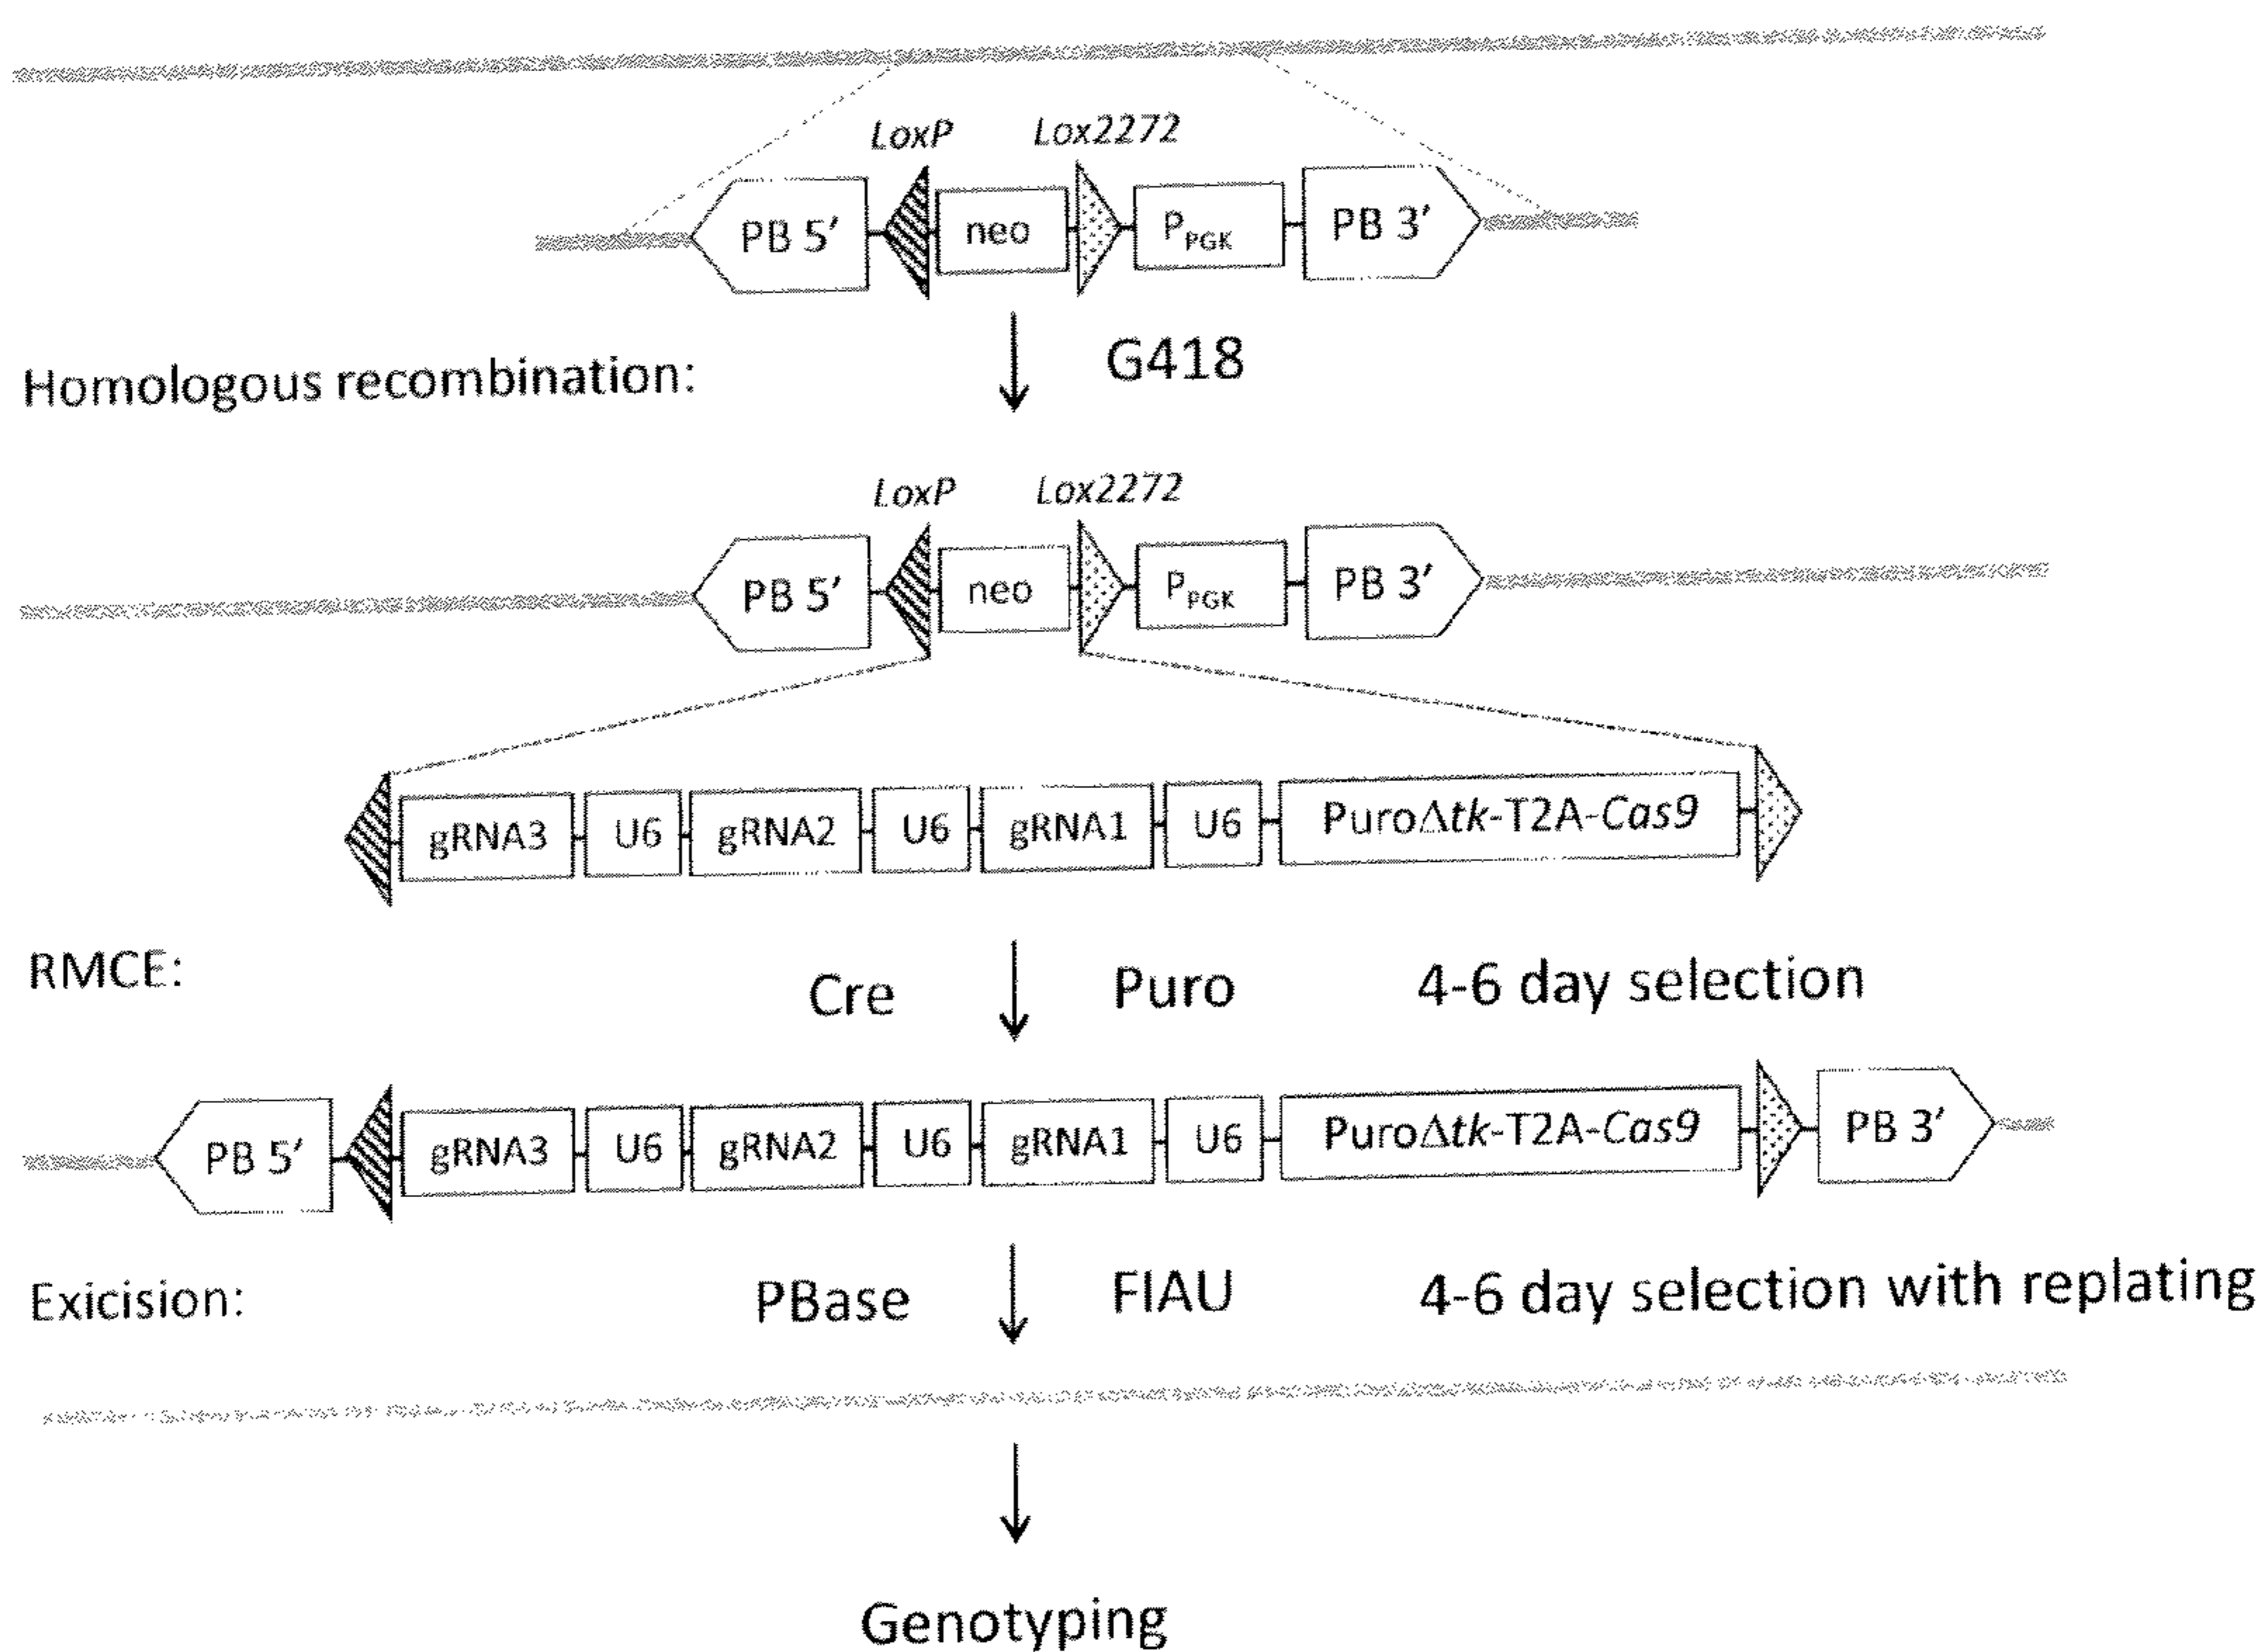 LoxP Lox2272
PB 5' neo PPGK PB 3'
Homologous recombination: G418
LoxP Lox2272
PB 5' neo PPGK PB 3'
gRNA3 U6 gRNA2 U6 gRNA1 U6 PuroΔtk-T2A-Cas9
RMCE: Cre Puro 4-6 day selection
PB 5' gRNA3 U6 gRNA2 U6 gRNA1 U6 PuroΔtk-T2A-Cas9 PB 3'
Exicision: PBase FIAU 4-6 day selection with replating
Genotyping